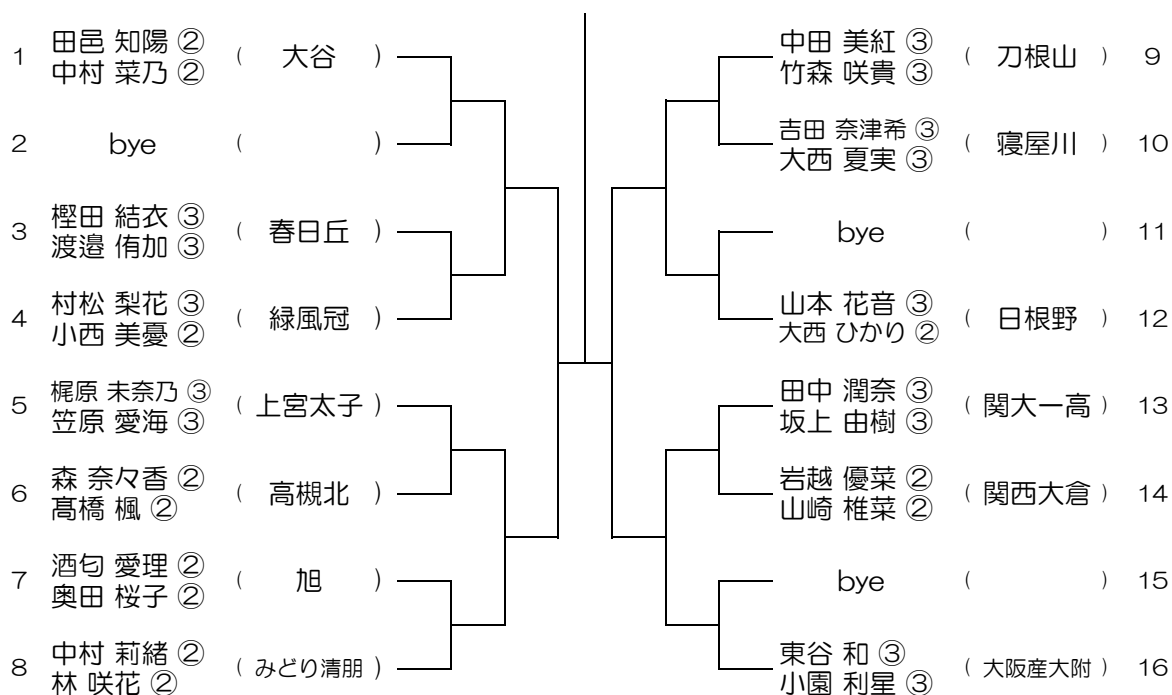 田邑 知陽 ②
1 ( 大谷 )
中村 菜乃 ②
2 bye ( )
樫田 結衣 ③
3 ( 春日丘 )
渡邉 侑加 ③
村松 梨花 ③
4 ( 緑風冠 )
小西 美憂 ②
梶原 未奈乃 ③
5 ( 上宮太子 )
笠原 愛海 ③
森 奈々香 ②
6 ( 高槻北 )
髙橋 楓 ②
酒匂 愛理 ②
7 ( 旭 )
奥田 桜子 ②
中村 莉緒 ②
8 ( みどり清朋 )
林 咲花 ②
中田 美紅 ③
( 刀根山 ) 9
竹森 咲貴 ③
吉田 奈津希 ③
( 寝屋川 ) 10
大西 夏実 ③
bye ( ) 11
山本 花音 ③
( 日根野 ) 12
大西 ひかり ②
田中 潤奈 ③
( 関大一高 ) 13
坂上 由樹 ③
岩越 優菜 ②
( 関西大倉 ) 14
山崎 椎菜 ②
bye ( ) 15
東谷 和 ③
( 大阪産大附 ) 16
小園 利星 ③